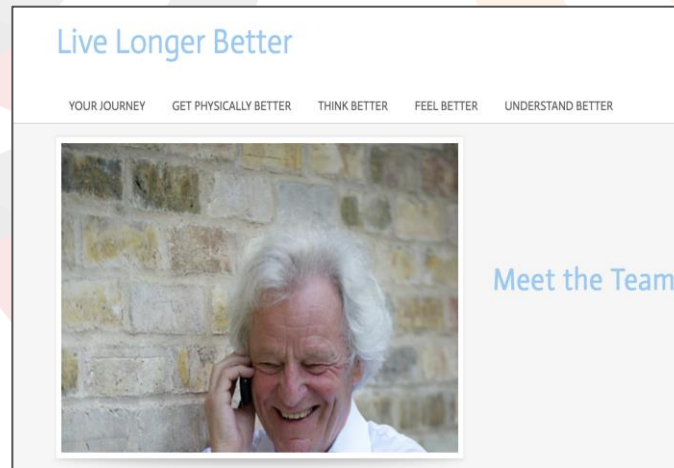 Live Longer Better
YOUR JOURNEY GET PHYSICALLY BETTER THINK BETTER FEEL BETTER UNDERSTAND BETTER
Meet the Team